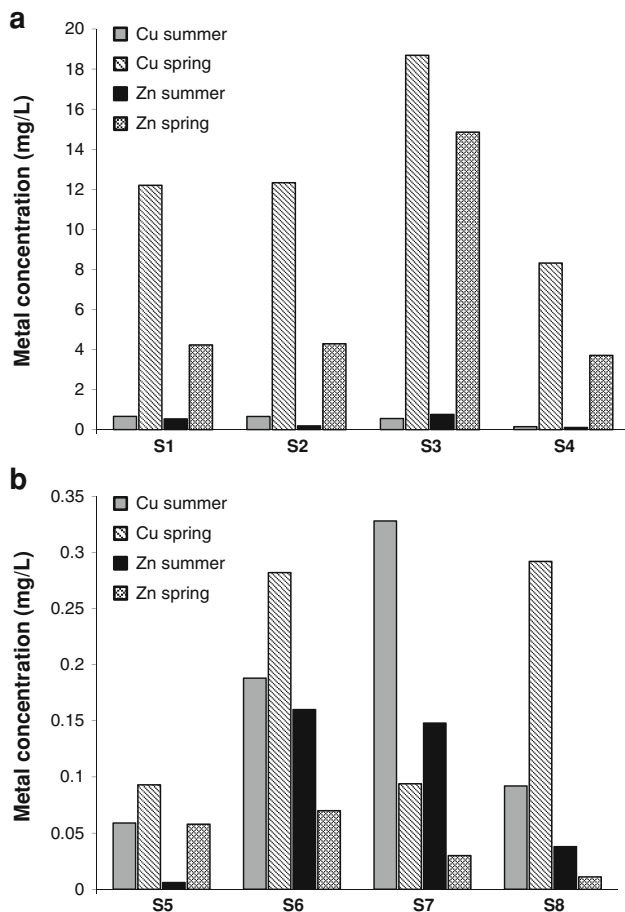 a
Cu summer
Cu spring
Zn summer
Zn spring
Metal concentration (mg/L)
20
18
16
14
12
10
8
6
4
2
0
S1 S2 S3 S4
b
Cu summer
Cu spring
Zn summer
Zn spring
Metal concentration (mg/L)
0.35
0.3
0.25
0.2
0.15
0.1
0.05
0
S5 S6 S7 S8